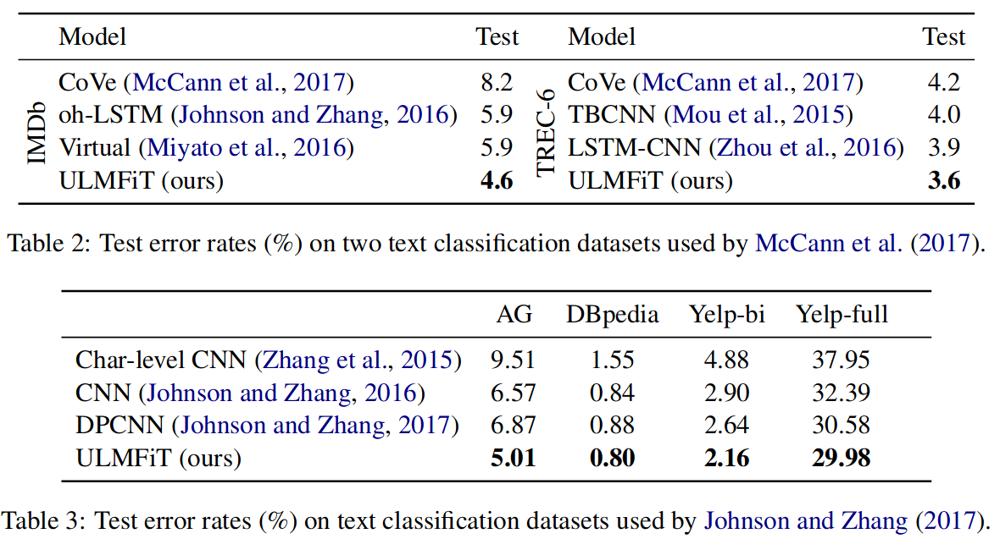 Model Test Model Test
IMDb
CoVe (McCann et al., 2017) 8.2
oh-LSTM (Johnson and Zhang, 2016) 5.9
Virtual (Miyato et al., 2016) 5.9
ULMFiT (ours) 4.6
TREC-6
CoVe (McCann et al., 2017) 4.2
TBCNN (Mou et al., 2015) 4.0
LSTM-CNN (Zhou et al., 2016) 3.9
ULMFiT (ours) 3.6
Table 2: Test error rates (%) on two text classification datasets used by McCann et al. (2017).
AG DBpedia Yelp-bi Yelp-full
Char-level CNN (Zhang et al., 2015) 9.51 1.55 4.88 37.95
CNN (Johnson and Zhang, 2016) 6.57 0.84 2.90 32.39
DPCNN (Johnson and Zhang, 2017) 6.87 0.88 2.64 30.58
ULMFiT (ours) 5.01 0.80 2.16 29.98
Table 3: Test error rates (%) on text classification datasets used by Johnson and Zhang (2017).